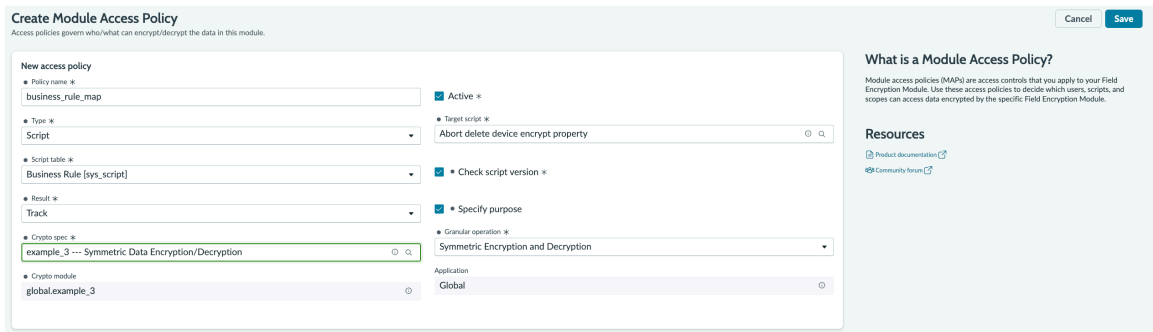 Create Module Access Policy
Access policies govern who/what can encrypt/decrypt the data in this module.
Cancel
Save
New access policy
Policy name *
business_rule_map
Active *
Type *
Script
Target script *
Abort delete device encrypt property
Script table *
Business Rule [sys_script]
Check script version *
Result *
Track
Specify purpose
Crypto spec *
example_3 --- Symmetric Data Encryption/Decryption
Granular operation *
Symmetric Encryption and Decryption
Crypto module
global.example_3
Application
Global
What is a Module Access Policy?
Module access policies (MAPs) are access controls that you apply to your Field
Encryption Module. Use these access policies to decide which users, scripts, and
scopes can access data encrypted by the specific Field Encryption Module.
Resources
Product documentation
Community forum